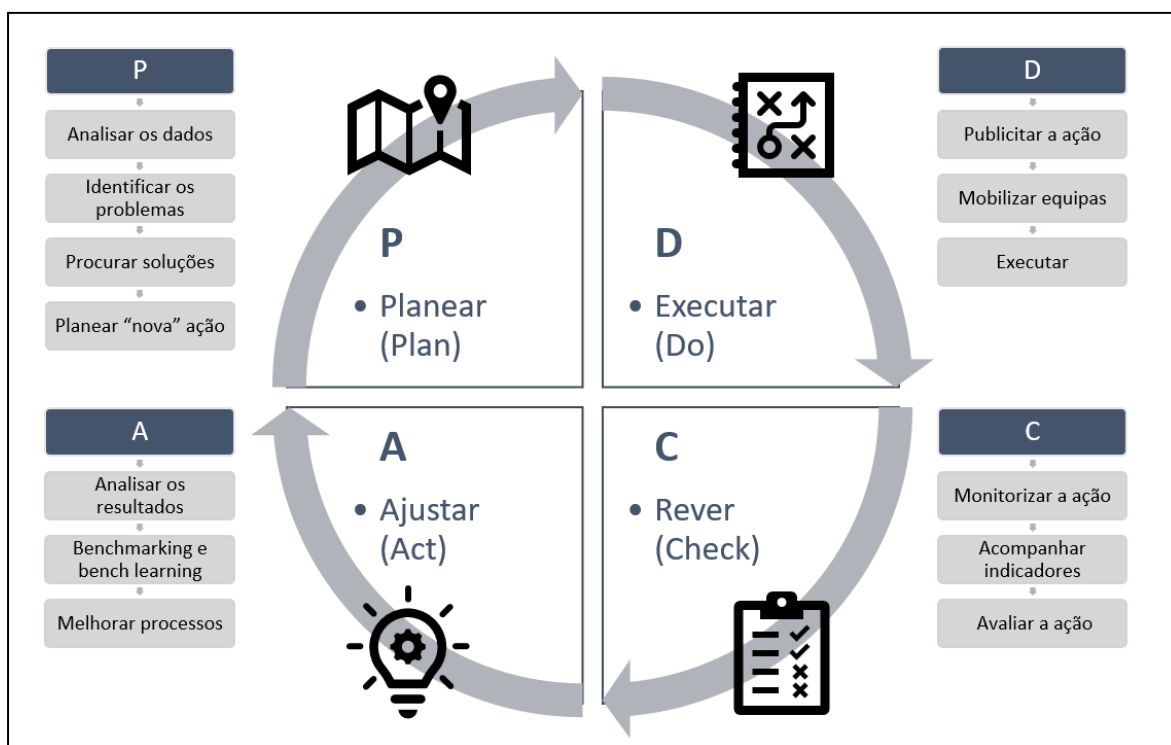 P
Analisar os dados
Identificar os
problemas
Procurar soluções
Planear “nova” ação
P
• Planear
(Plan)
D
• Executar
(Do)
D
Publicitar a ação
Mobilizar equipas
Executar
A
Analisar os
resultados
Benchmarking e
bench learning
Melhorar processos
A
• Ajustar
(Act)
C
• Rever
(Check)
C
Monitorizar a ação
Acompanhar
indicadores
Avaliar a ação